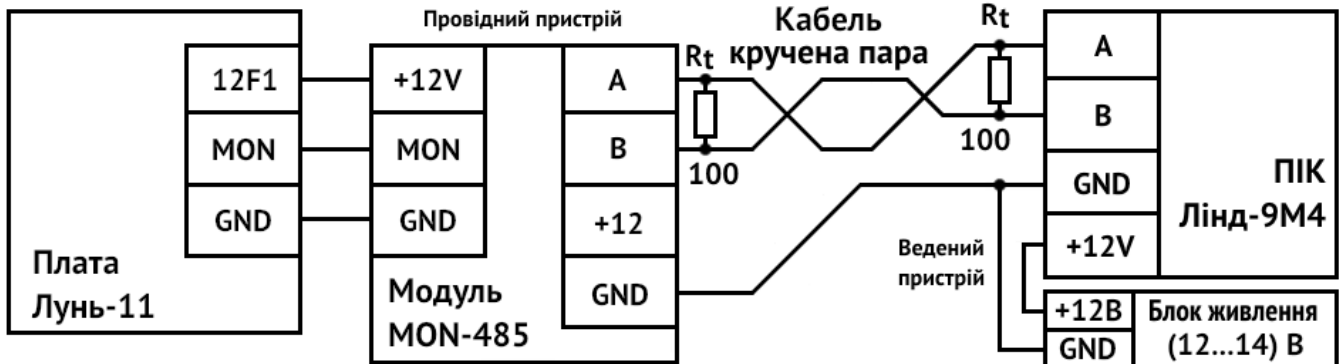 Провідний пристрій
12F1
MON
GND
Плата
Лунь-11
+12V
MON
GND
Модуль
MON-485
A
B
+12
GND
Rt
100
Кабель
кручена пара
Rt
100
A
B
GND
+12V
ПІК
Лінд-9М4
Ведений
пристрій
+12В
GND
Блок живлення
(12...14) В